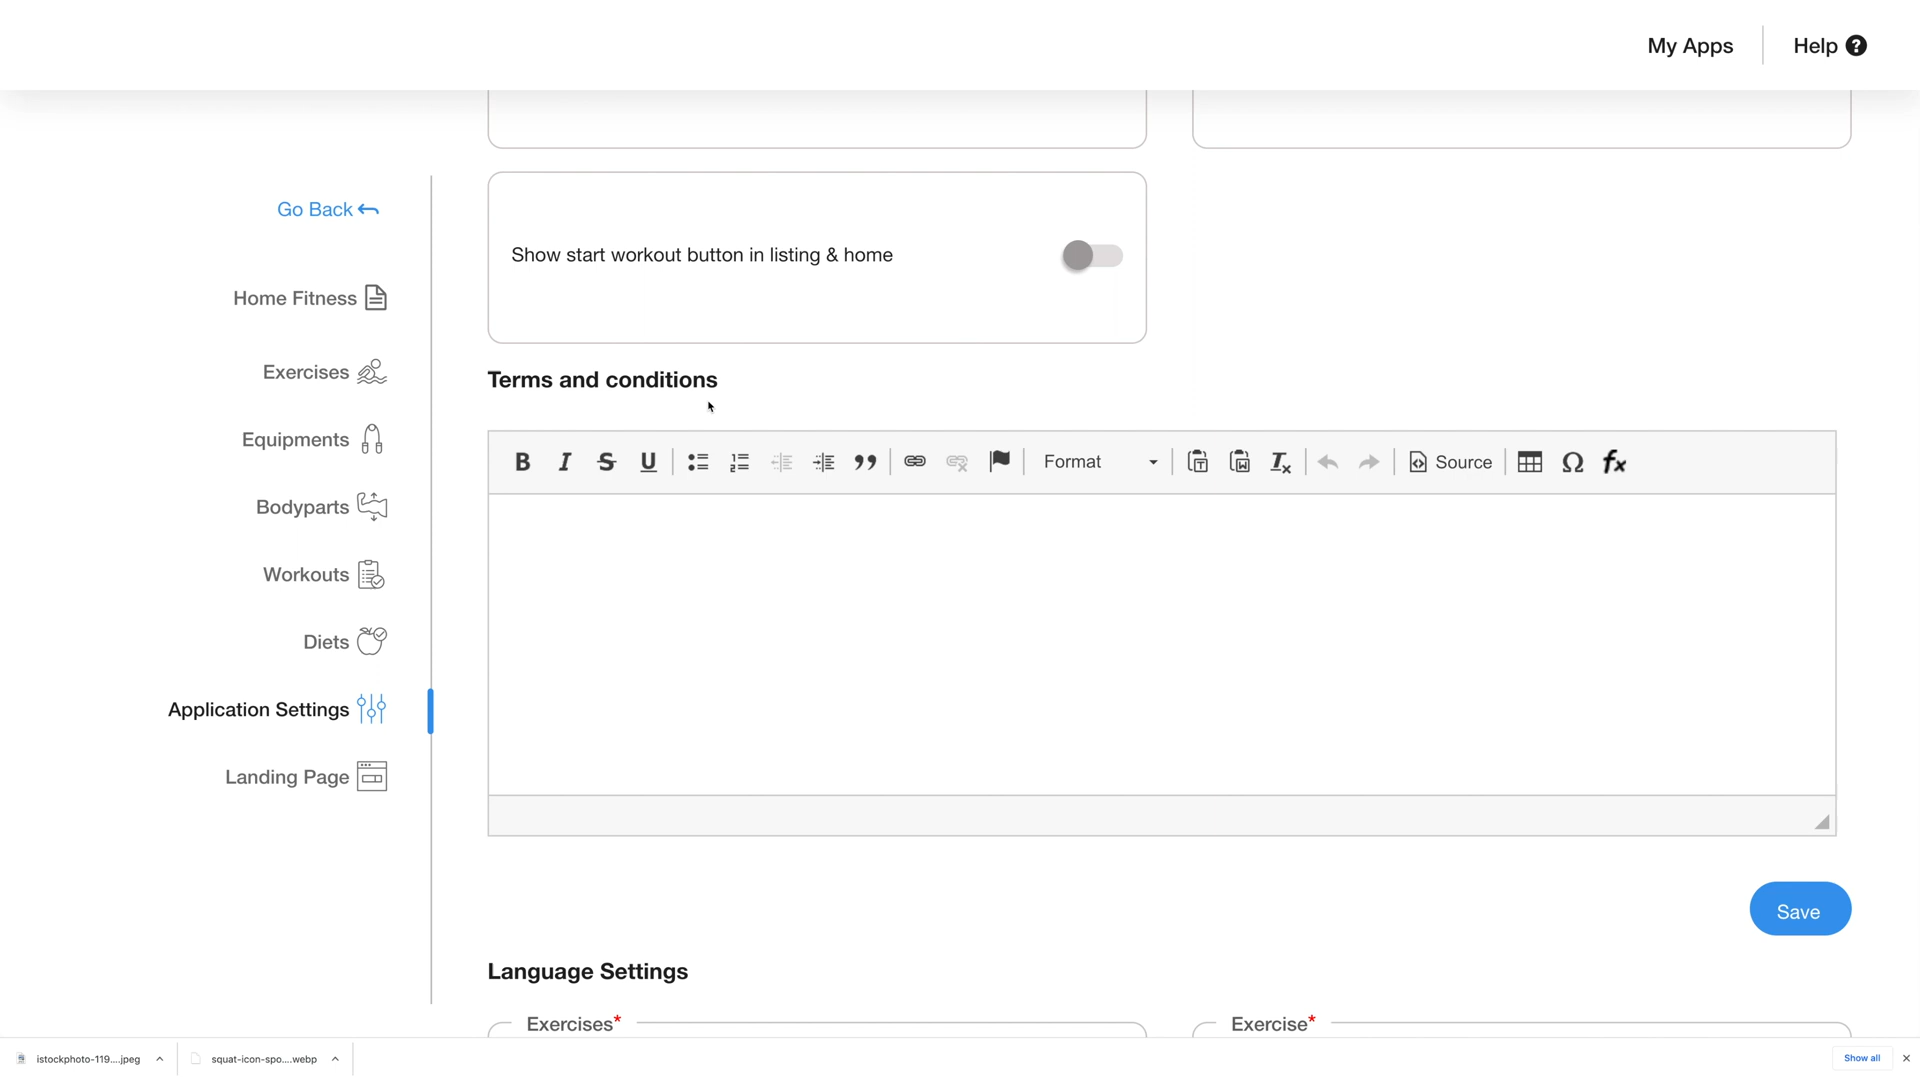 My Apps
Help
Go Back
Home Fitness
Exercises
Equipments
Bodyparts
Workouts
Diets
Application Settings
Landing Page
Show start workout button in listing & home
Terms and conditions
Format
Source
Save
Language Settings
Exercises*
Exercise*
istockphoto-119....jpeg
squat-icon-spo....webp
Show all